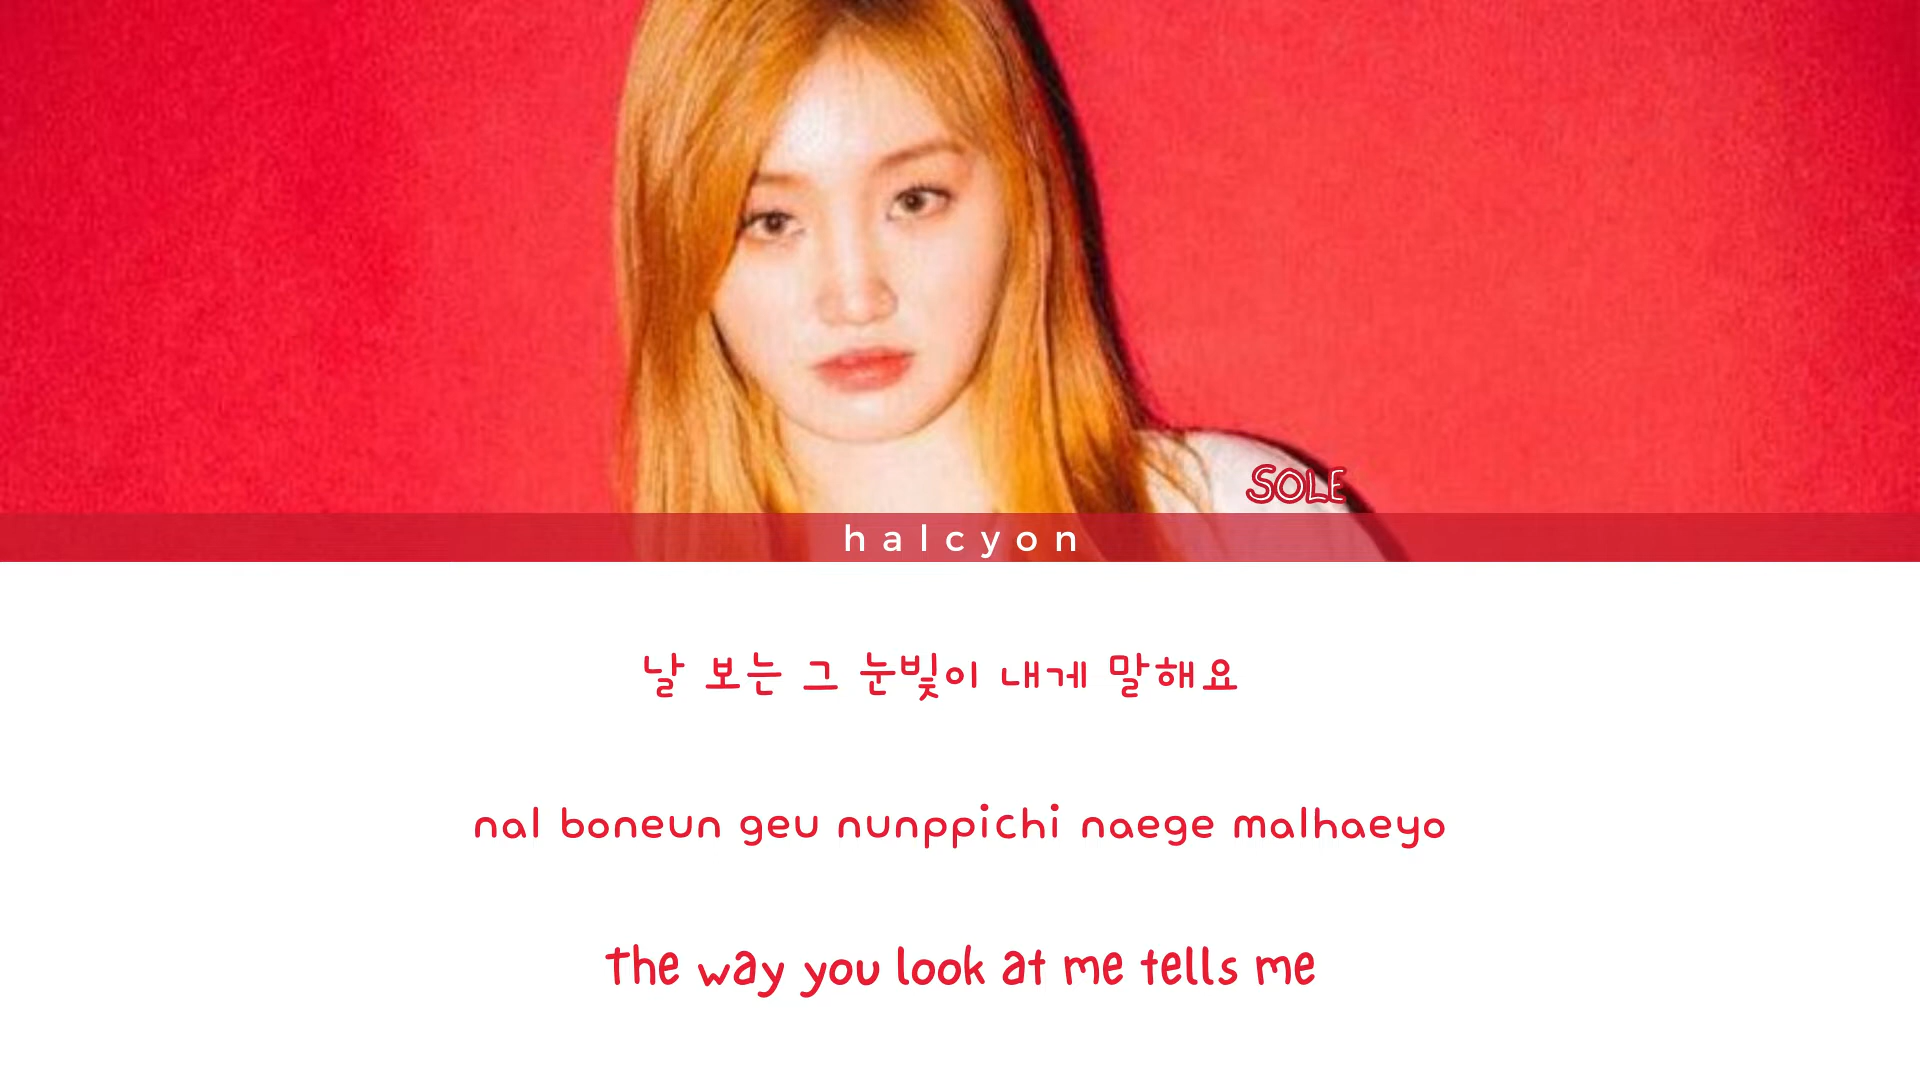 SOLE
halcyon
날 보는 그 눈빛이 내게 말해요
nal boneun geu nunppichi naege malhaeyo
the way you look at me tells me